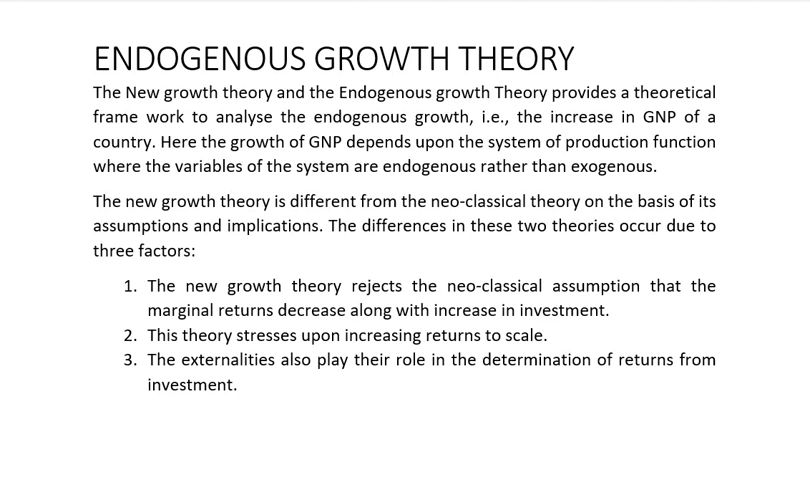 ENDOGENOUS GROWTH THEORY
The New growth theory and the Endogenous growth Theory provides a theoretical
frame work to analyse the endogenous growth, i.e., the increase in GNP of a
country. Here the growth of GNP depends upon the system of production function
where the variables of the system are endogenous rather than exogenous.
The new growth theory is different from the neo-classical theory on the basis of its
assumptions and implications. The differences in these two theories occur due to
three factors:
1. The new growth theory rejects the neo-classical assumption that the
marginal returns decrease along with increase in investment.
2. This theory stresses upon increasing returns to scale.
3. The externalities also play their role in the determination of returns from
investment.